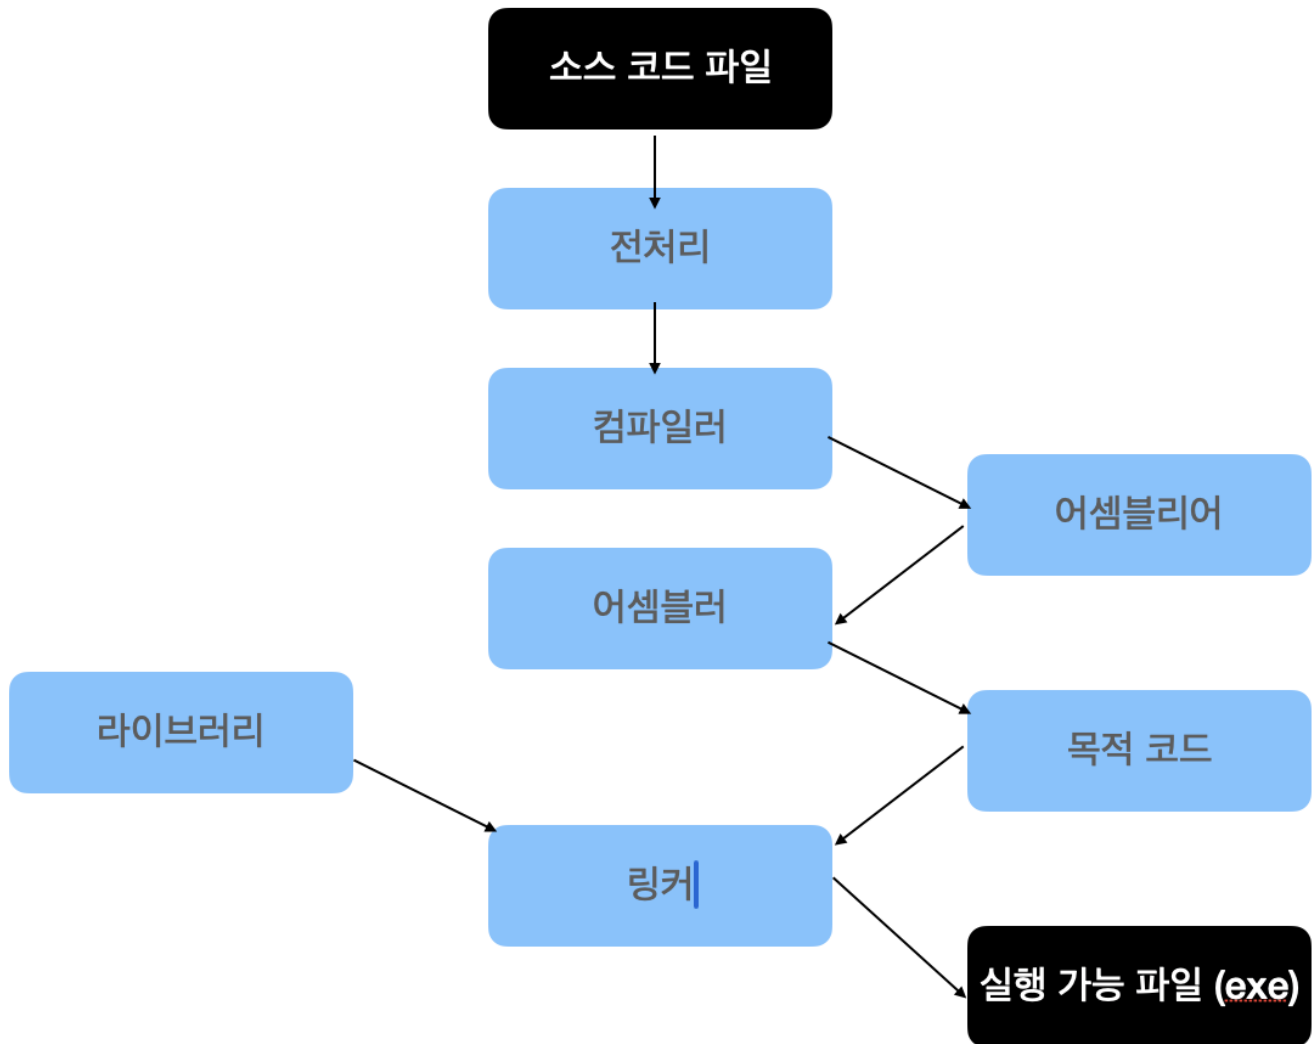 소스 코드 파일
전처리
컴파일러
어셈블리어
어셈블러
라이브러리
목적 코드
링커
실행 가능 파일 (exe)